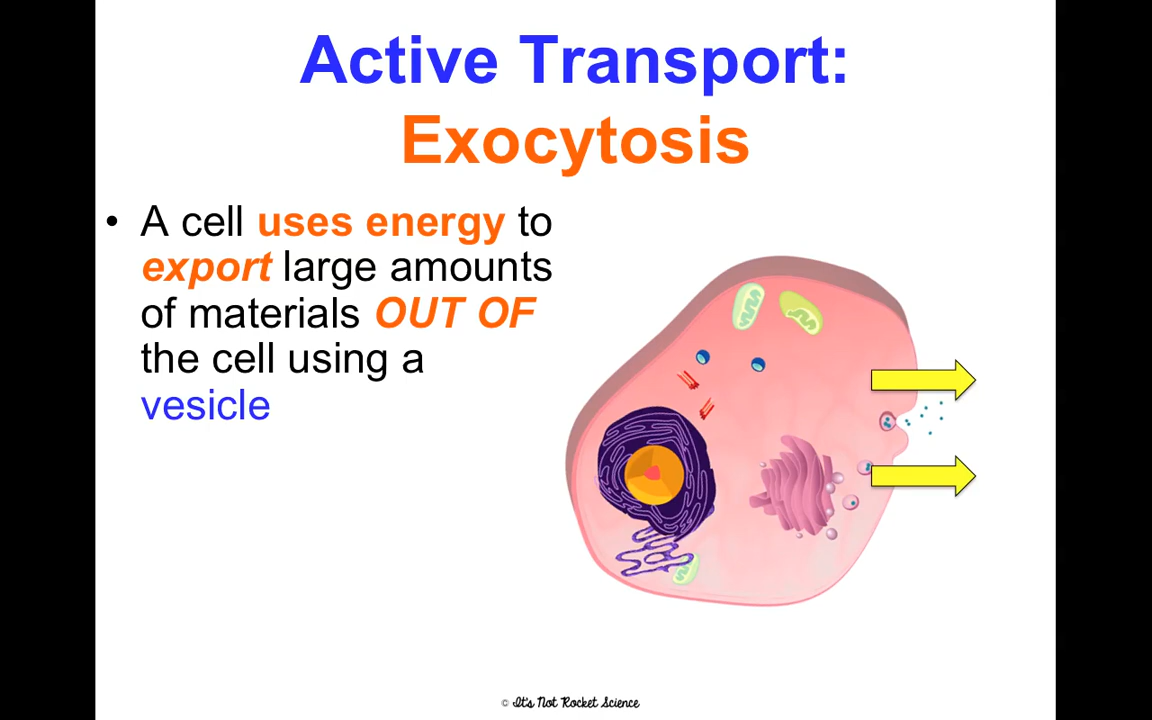 Active Transport:
Exocytosis
• A cell uses energy to
export large amounts
of materials OUT OF
the cell using a
vesicle
© It's Not Rocket Science